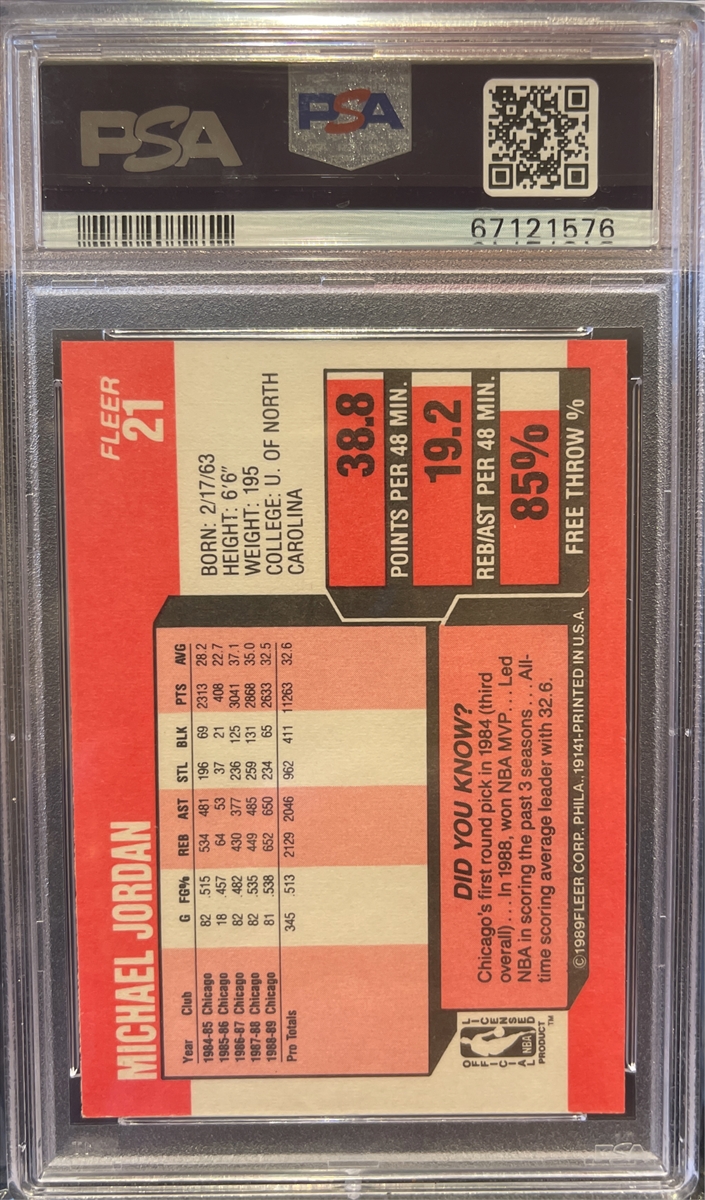 PSA
PSA
67121576
FLEER
21
MICHAEL JORDAN
BORN: 2/17/63
HEIGHT: 6'6"
WEIGHT: 195
COLLEGE: U. OF NORTH
CAROLINA
Year Club G FG% REB AST STL BLK PTS AVG
1984-85 Chicago 82 .515 534 481 196 69 2313 28.2
1985-86 Chicago 18 .457 64 53 37 21 408 22.7
1986-87 Chicago 82 .482 430 377 236 125 3041 37.1
1987-88 Chicago 82 .535 449 485 259 131 2868 35.0
1988-89 Chicago 81 .538 652 650 234 65 2633 32.5
Pro Totals 345 .513 2129 2046 962 411 11263 32.6
38.8
POINTS PER 48 MIN.
19.2
REB/AST PER 48 MIN.
85%
FREE THROW %
DID YOU KNOW?
Chicago's first round pick in 1984 (third
overall) . . . In 1988, won NBA MVP . . . Led
NBA in scoring the past 3 seasons . . . All-
time scoring average leader with 32.6.
OFFICIAL
LICENSED
NBA
PRODUCT™
©1989 FLEER CORP., PHILA., 19141-PRINTED IN U.S.A.
PSA